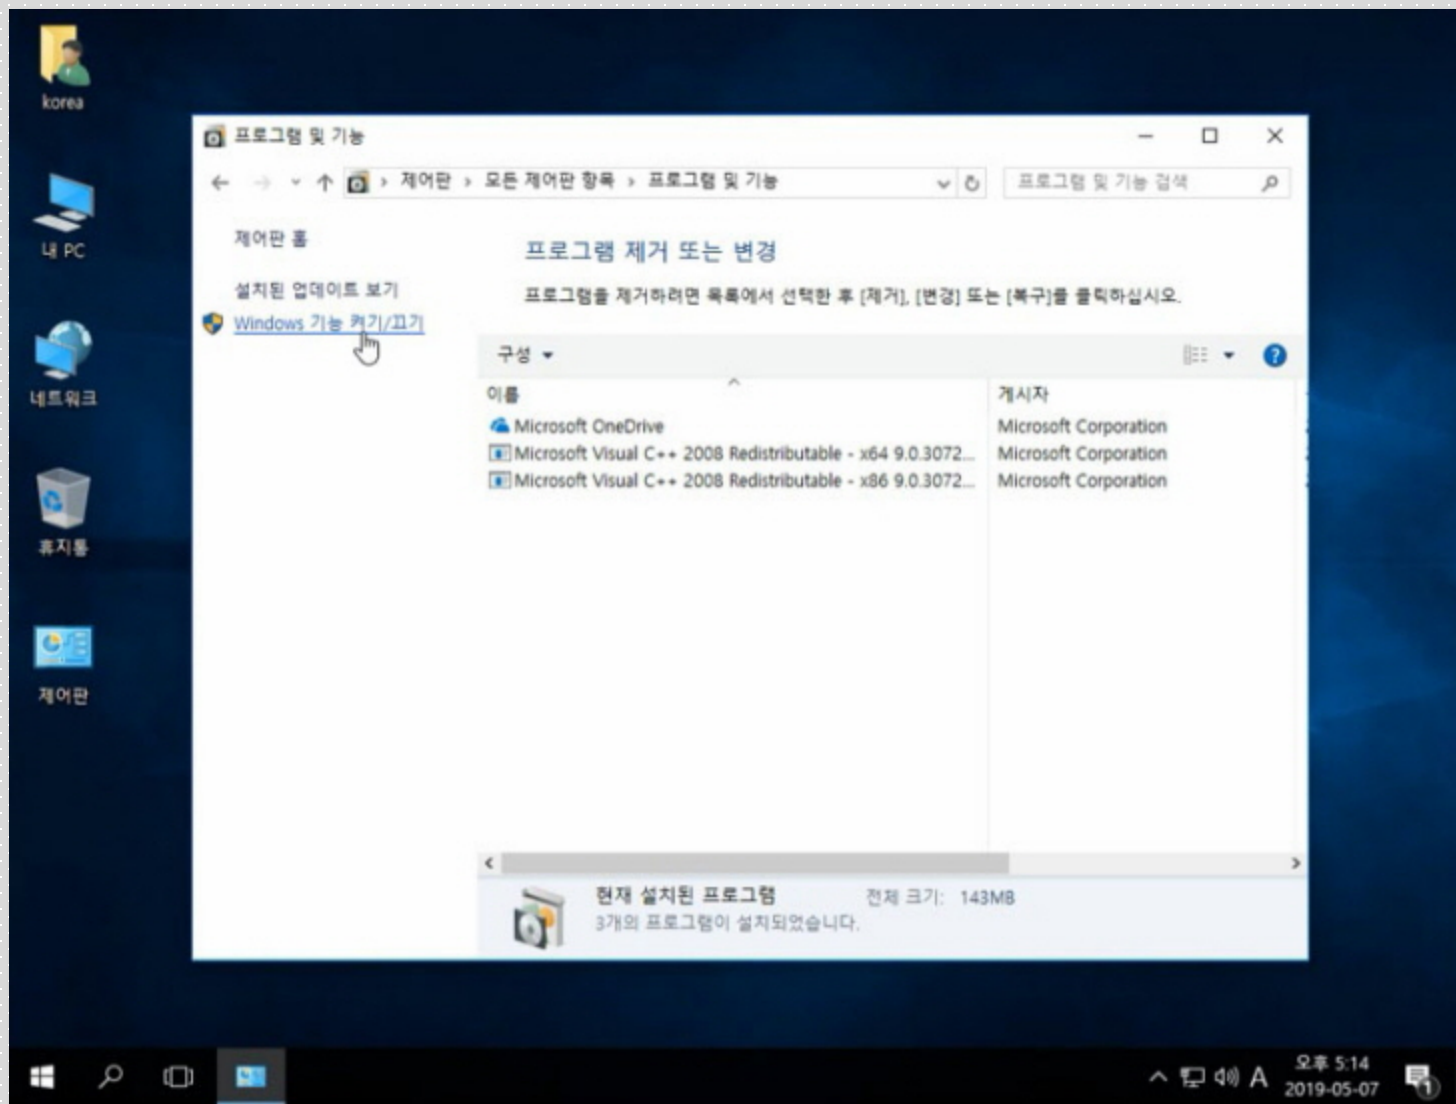 korea
내 PC
네트워크
휴지통
제어판
프로그램 및 기능
제어판 › 모든 제어판 항목 › 프로그램 및 기능
프로그램 및 기능 검색
제어판 홈
설치된 업데이트 보기
Windows 기능 켜기/끄기
프로그램 제거 또는 변경
프로그램을 제거하려면 목록에서 선택한 후 [제거], [변경] 또는 [복구]를 클릭하십시오.
구성
이름 게시자
Microsoft OneDrive Microsoft Corporation
Microsoft Visual C++ 2008 Redistributable - x64 9.0.3072... Microsoft Corporation
Microsoft Visual C++ 2008 Redistributable - x86 9.0.3072... Microsoft Corporation
현재 설치된 프로그램 전체 크기: 143MB
3개의 프로그램이 설치되었습니다.
A
오후 5:14
2019-05-07
1